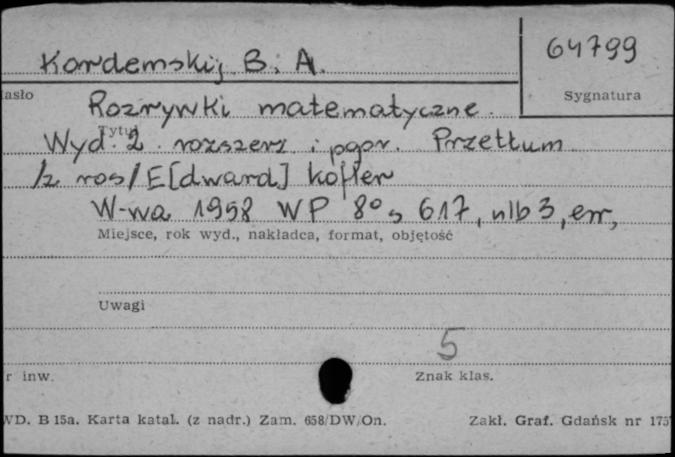 64799
Kordemskij B. A.
asło
Sygnatura
Rozrywki matematyczne.
Tytuł
Wyd. 2. rozszerz i popr. Przetłum
/z ros/ E[dward] Kofler
W-wa 1958 WP 8° s 617, nlb 3, err,
Miejsce, rok wyd., nakładca, format, objętość
Uwagi
5
r inw.
Znak klas.
WD. B 15a. Karta katal. (z nadr.) Zam. 658/DW/On.
Zakł. Graf. Gdańsk nr 175